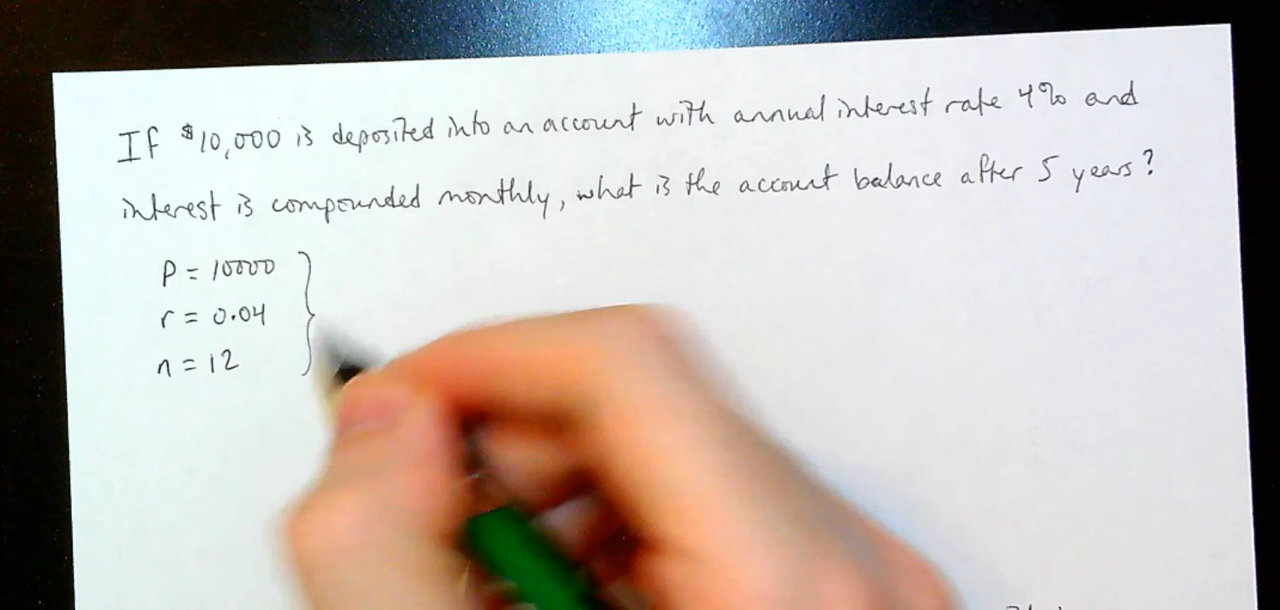 If $10,000 is deposited into an account with annual interest rate 4% and
interest is compounded monthly, what is the account balance after 5 years?
P = 10000
r = 0.04
n = 12